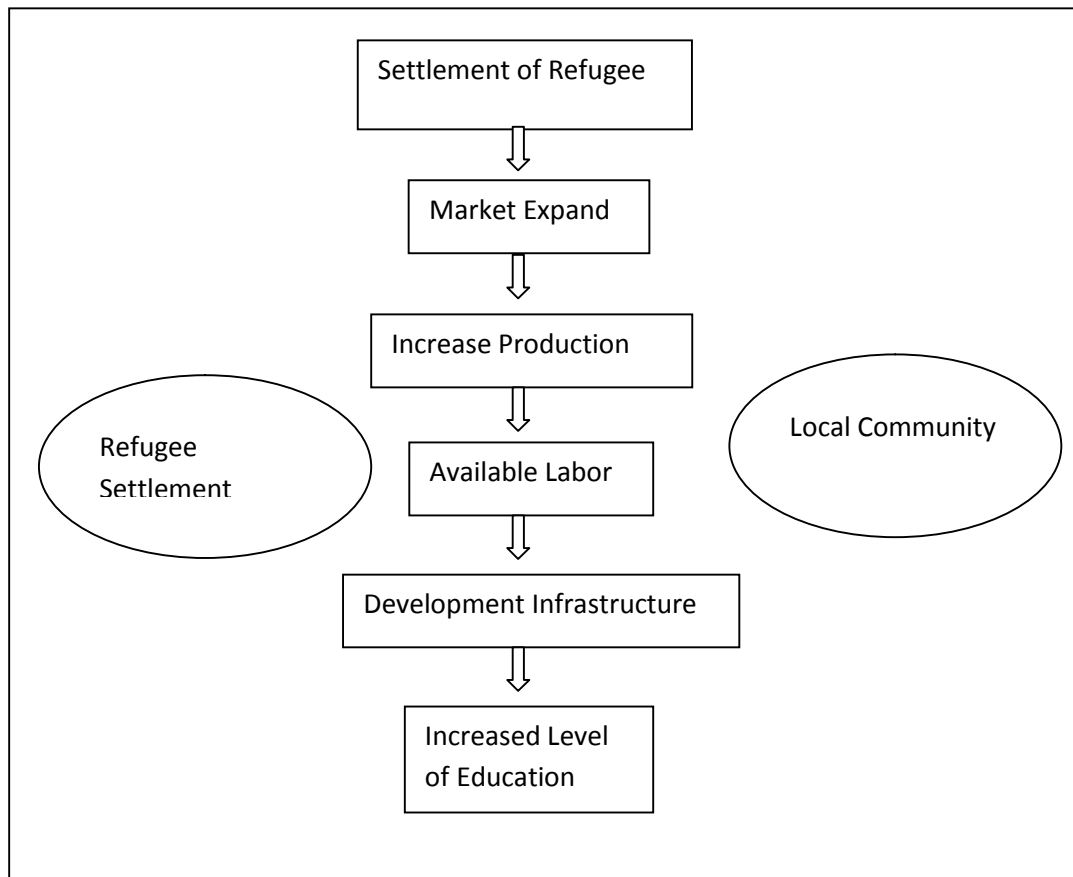 Settlement of Refugee
Market Expand
Increase Production
Refugee
Settlement
Available Labor
Local Community
Development Infrastructure
Increased Level
of Education